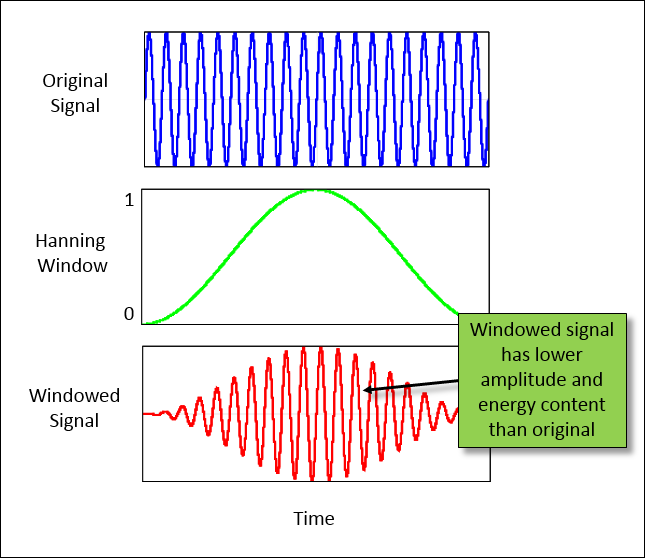 Original
Signal
1
Hanning
Window
0
Windowed signal
has lower
amplitude and
energy content
than original
Windowed
Signal
Time